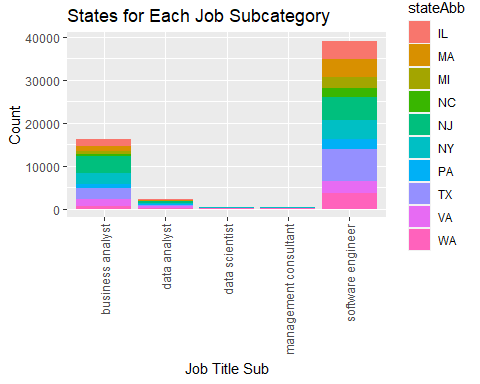 States for Each Job Subcategory
stateAbb
IL
MA
MI
NC
NJ
NY
PA
TX
VA
WA
Count
40000
30000
20000
10000
0
business analyst
data analyst
data scientist
management consultant
software engineer
Job Title Sub